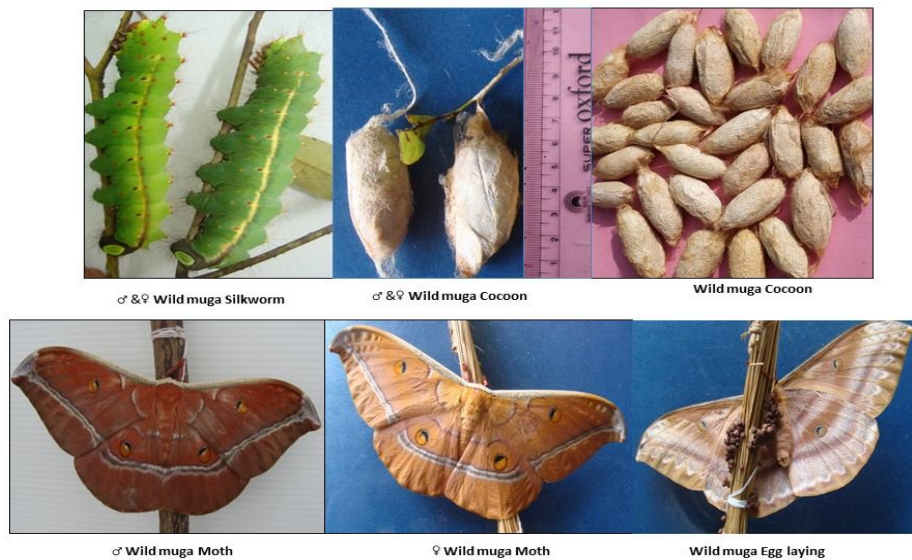 SUPER Oxford
♂ &♀ Wild muga Silkworm
♂ &♀ Wild muga Cocoon
Wild muga Cocoon
♂ Wild muga Moth
♀ Wild muga Moth
Wild muga Egg laying